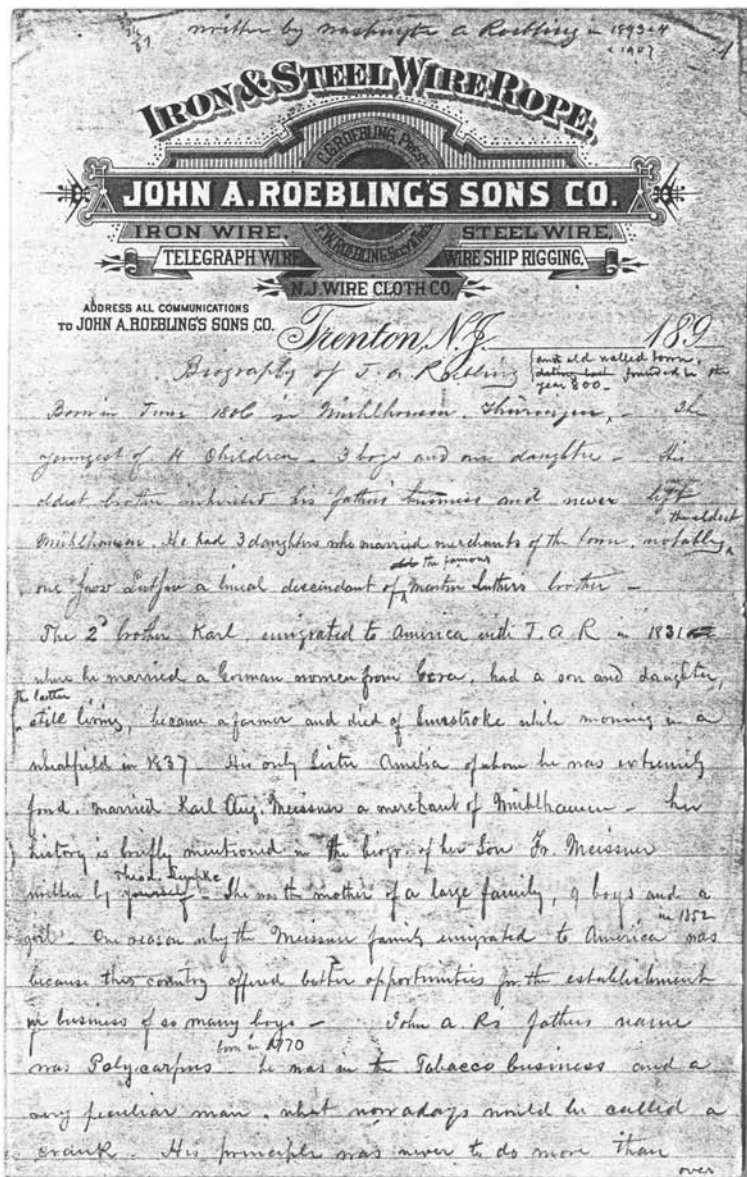 written by Washington A Roebling in 1893-4
& 1907
1
IRON & STEEL WIRE ROPE,
C.G. ROEBLING, PREST.
JOHN A. ROEBLING'S SONS CO.
F.W. ROEBLING, SECY & TREAS.
IRON WIRE. STEEL WIRE.
TELEGRAPH WIRE WIRE SHIP RIGGING.
N.J. WIRE CLOTH CO.
ADDRESS ALL COMMUNICATIONS
TO JOHN A. ROEBLING'S SONS CO.
Trenton, N.J. 189
Biography of J. A. Roebling
old walled town,
dating back founded in the
year 800 -
Born in June 1806 in Muhlhausen, Thuringen, - The
youngest of 4 Children - 3 boys and one daughter - His
oldest brother inherited his fathers business and never left
the eldest
Muhlhausen. He had 3 daughters who married merchants of the town, notably
the famous
one a lineal descendant of Martin Luthers brother -
The 2d brother Karl, emigrated to America with J. A. R in 1831
where he married a German women from Gera, had a son and daughter,
the latter
still living, became a farmer and died of Sunstroke while mowing in a
wheatfield in 1837 - His only Sister Amelia of whom he was extremely
fond, married Karl Aug. Meissner a merchant of Muhlhausen - her
history is briefly mentioned in the biogr. of her Son Fr. Meissner
written by yourself - She was the mother of a large family, 9 boys and a
in 1852
girl - One reason why the Meissner family emigrated to America was
because this country offered better opportunities for the establishment
in business of so many boys - John A. Rs fathers name
born in 1770
was Polycarpus - he was in the Tobacco business and a
very peculiar man, what nowadays would be called a
crank. His principle was never to do more than
over